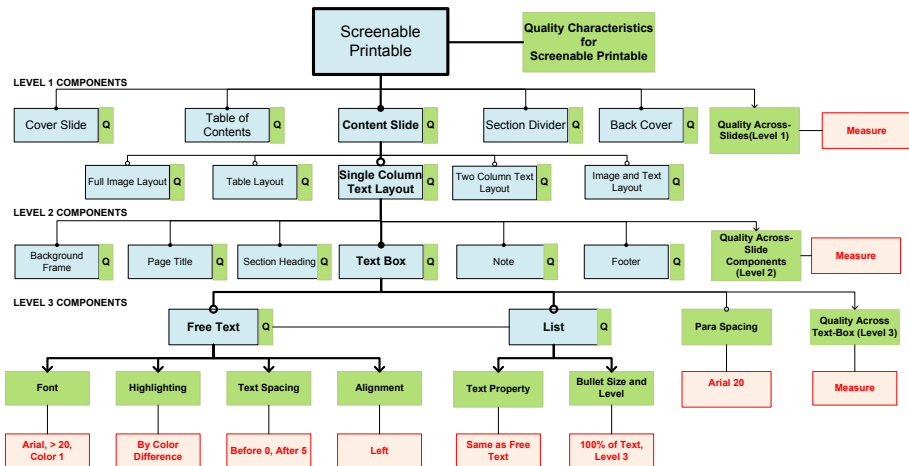 Screenable
Printable
Quality Characteristics
for
Screenable Printable
LEVEL 1 COMPONENTS
Cover Slide
Q
Table of
Contents
Q
Content Slide
Q
Section Divider
Q
Back Cover
Q
Quality Across-
Slides(Level 1)
Measure
Full Image Layout
Q
Table Layout
Q
Single Column
Text Layout
Q
Two Column Text
Layout
Q
Image and Text
Layout
Q
LEVEL 2 COMPONENTS
Background
Frame
Q
Page Title
Q
Section Heading
Q
Text Box
Q
Note
Q
Footer
Q
Quality Across-
Slide
Components
(Level 2)
Measure
LEVEL 3 COMPONENTS
Free Text
Q
List
Q
Para Spacing
Quality Across
Text-Box (Level 3)
Font
Highlighting
Text Spacing
Alignment
Text Property
Bullet Size and
Level
Arial 20
Measure
Arial, > 20,
Color 1
By Color
Difference
Before 0, After 5
Left
Same as Free
Text
100% of Text,
Level 3